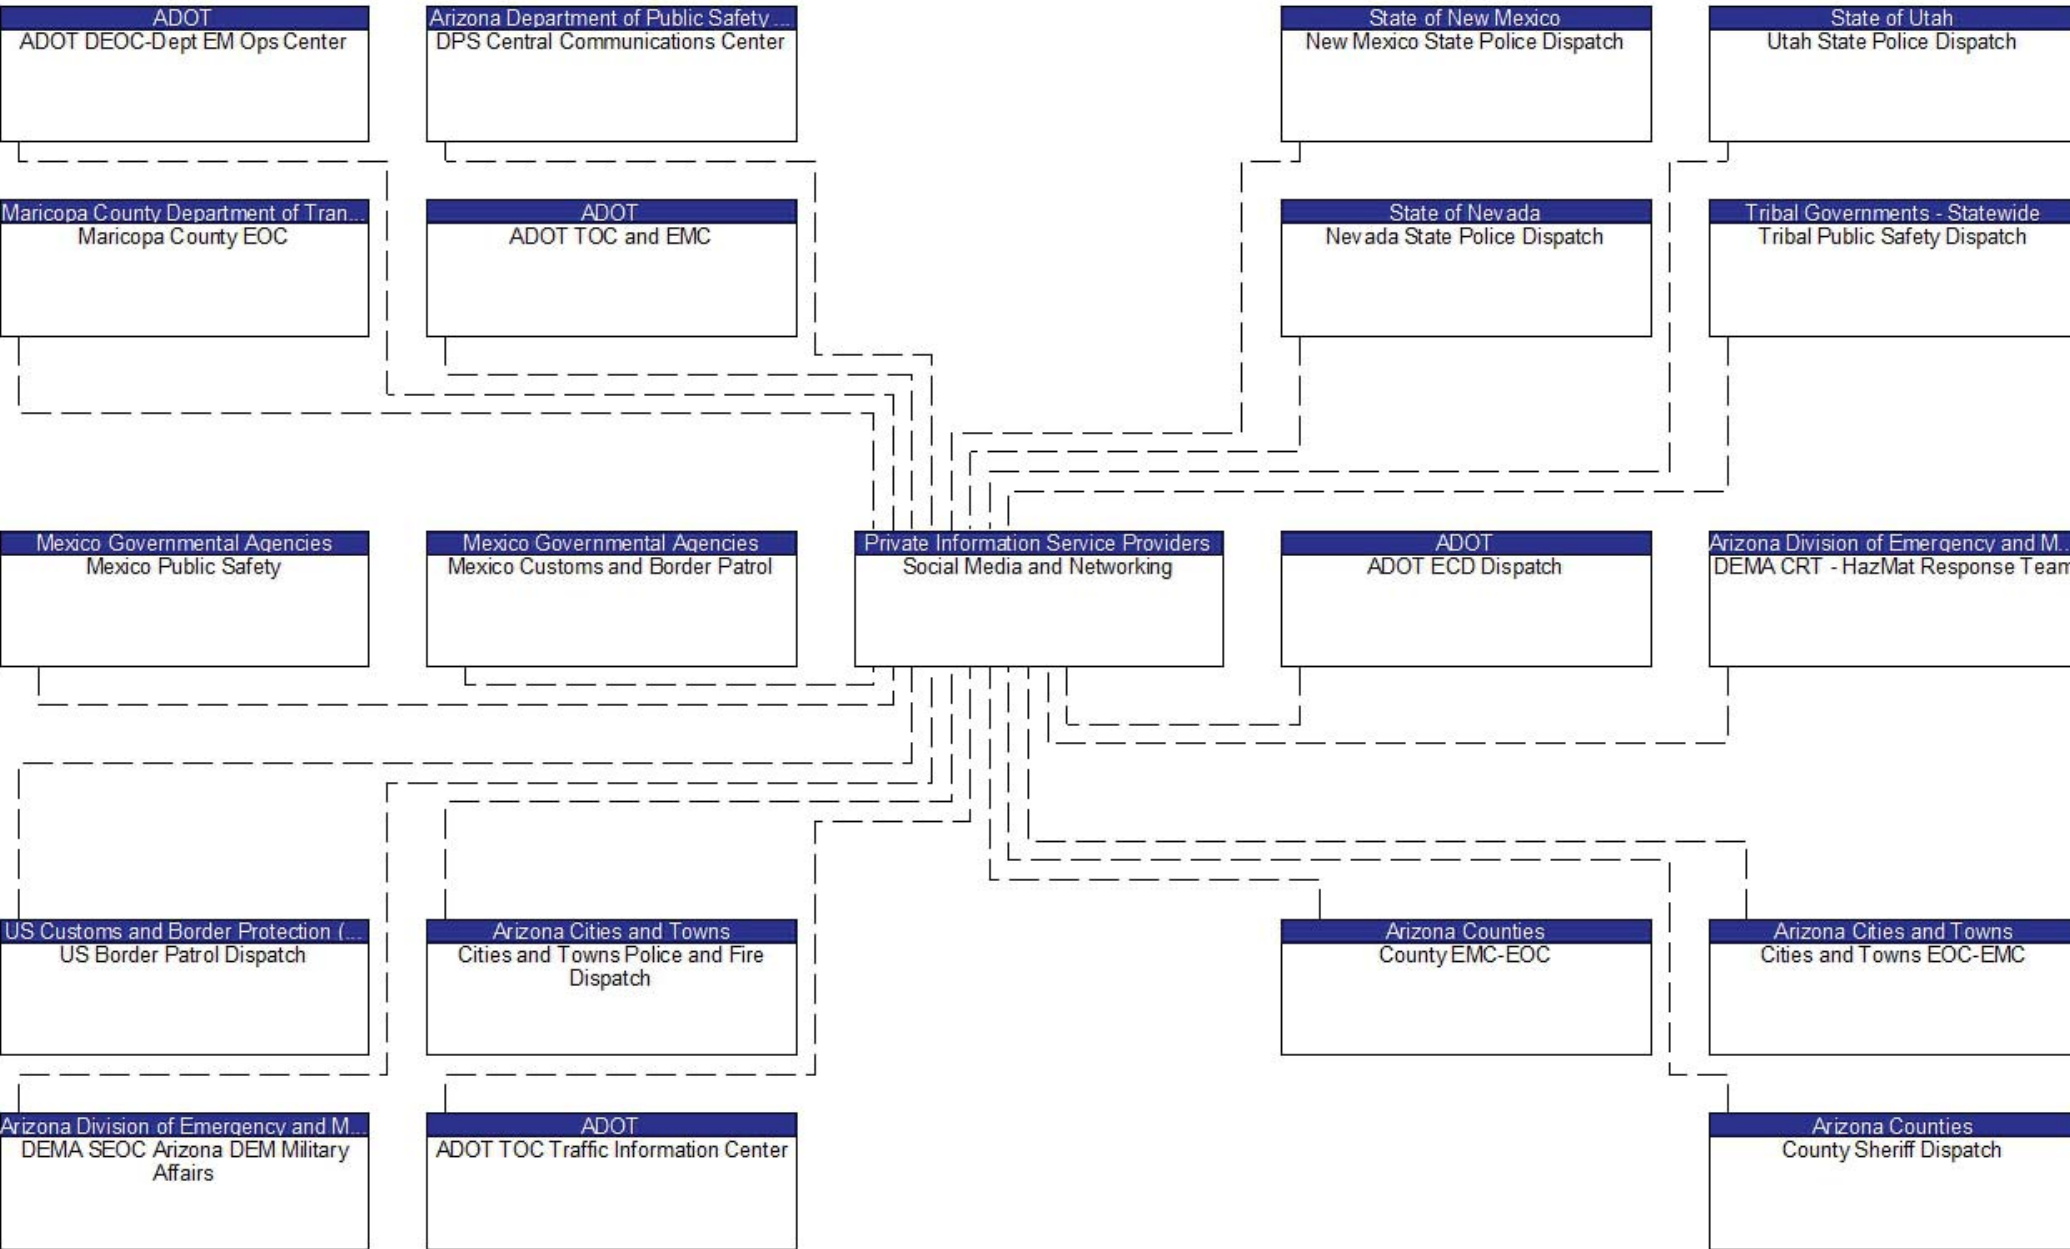 ADOT
ADOT DEOC-Dept EM Ops Center
Arizona Department of Public Safety ...
DPS Central Communications Center
State of New Mexico
New Mexico State Police Dispatch
State of Utah
Utah State Police Dispatch
Maricopa County Department of Tran...
Maricopa County EOC
ADOT
ADOT TOC and EMC
State of Nevada
Nevada State Police Dispatch
Tribal Governments - Statewide
Tribal Public Safety Dispatch
Mexico Governmental Agencies
Mexico Public Safety
Mexico Governmental Agencies
Mexico Customs and Border Patrol
Private Information Service Providers
Social Media and Networking
ADOT
ADOT ECD Dispatch
Arizona Division of Emergency and M...
DEMA CRT - HazMat Response Team
US Customs and Border Protection (...
US Border Patrol Dispatch
Arizona Cities and Towns
Cities and Towns Police and Fire
Dispatch
Arizona Counties
County EMC-EOC
Arizona Cities and Towns
Cities and Towns EOC-EMC
Arizona Division of Emergency and M...
DEMA SEOC Arizona DEM Military
Affairs
ADOT
ADOT TOC Traffic Information Center
Arizona Counties
County Sheriff Dispatch